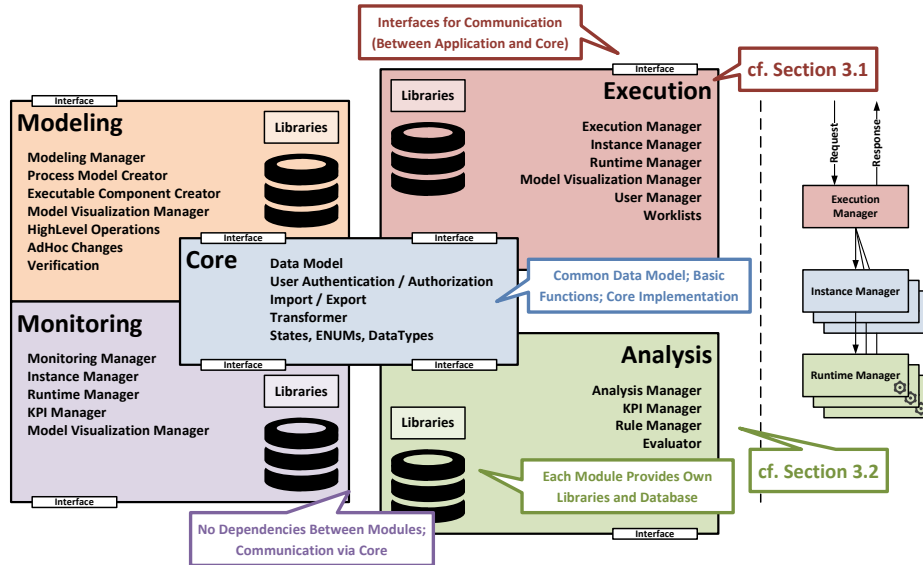 Interfaces for Communication
(Between Application and Core)
Interface
cf. Section 3.1
Libraries
Execution
Execution Manager
Instance Manager
Runtime Manager
Model Visualization Manager
User Manager
Worklists
Interface
Modeling
Libraries
Modeling Manager
Process Model Creator
Executable Component Creator
Model Visualization Manager
HighLevel Operations
AdHoc Changes
Verification
Interface
Interface
Core
Data Model
User Authentication / Authorization
Import / Export
Transformer
States, ENUMs, DataTypes
Common Data Model; Basic
Functions; Core Implementation
Interface
Interface
Monitoring
Monitoring Manager
Instance Manager
Runtime Manager
KPI Manager
Model Visualization Manager
Libraries
Interface
Analysis
Analysis Manager
KPI Manager
Rule Manager
Evaluator
Libraries
Each Module Provides Own
Libraries and Database
Interface
No Dependencies Between Modules;
Communication via Core
cf. Section 3.2
Request
Response
Execution
Manager
Instance Manager
Runtime Manager